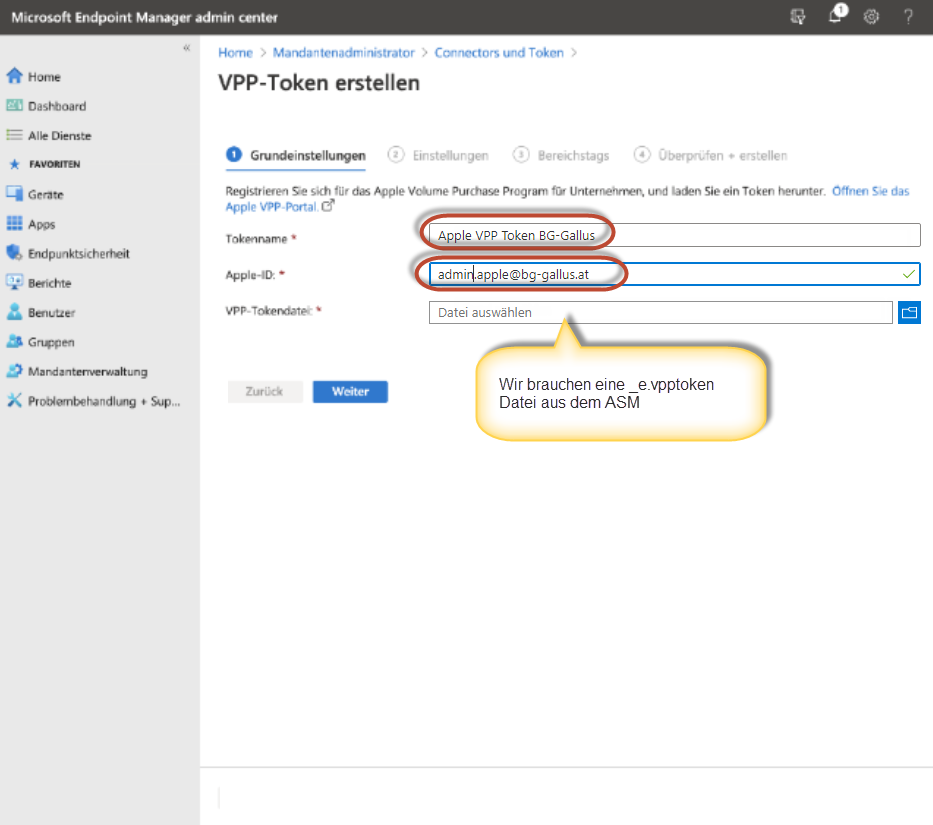 Microsoft Endpoint Manager admin center
1
?
«
Home > Mandantenadministrator > Connectors und Token >
VPP-Token erstellen
Home
Dashboard
Alle Dienste
FAVORITEN
Geräte
Apps
Endpunktsicherheit
Berichte
Benutzer
Gruppen
Mandantenverwaltung
Problembehandlung + Sup...
1 Grundeinstellungen 2 Einstellungen 3 Bereichstags 4 Überprüfen + erstellen
Registrieren Sie sich für das Apple Volume Purchase Program für Unternehmen, und laden Sie ein Token herunter. Öffnen Sie das
Apple VPP-Portal.
Tokenname * Apple VPP Token BG-Gallus
Apple-ID: * admin.apple@bg-gallus.at
VPP-Tokendatei: * Datei auswählen
Wir brauchen eine _e.vpptoken
Datei aus dem ASM
Zurück Weiter